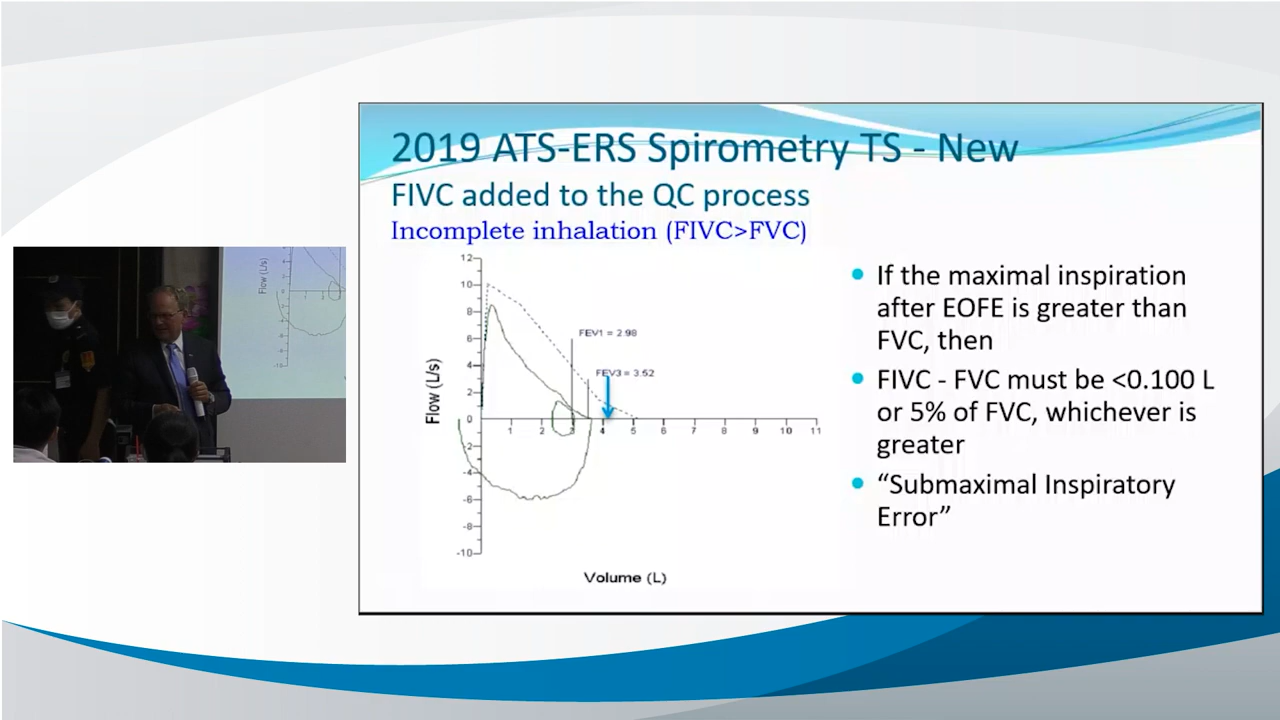 2019 ATS-ERS Spirometry TS - New
FIVC added to the QC process
Incomplete inhalation (FIVC>FVC)
12
10
8
6
4
2
0
-2
-4
-6
-8
-10
Flow (L/s)
FEV1 = 2.98
FEV3 = 3.52
1 2 3 4 5 6 7 8 9 10 11
Volume (L)
• If the maximal inspiration
after EOFE is greater than
FVC, then
• FIVC - FVC must be <0.100 L
or 5% of FVC, whichever is
greater
• “Submaximal Inspiratory
Error”
Flow (L/s)